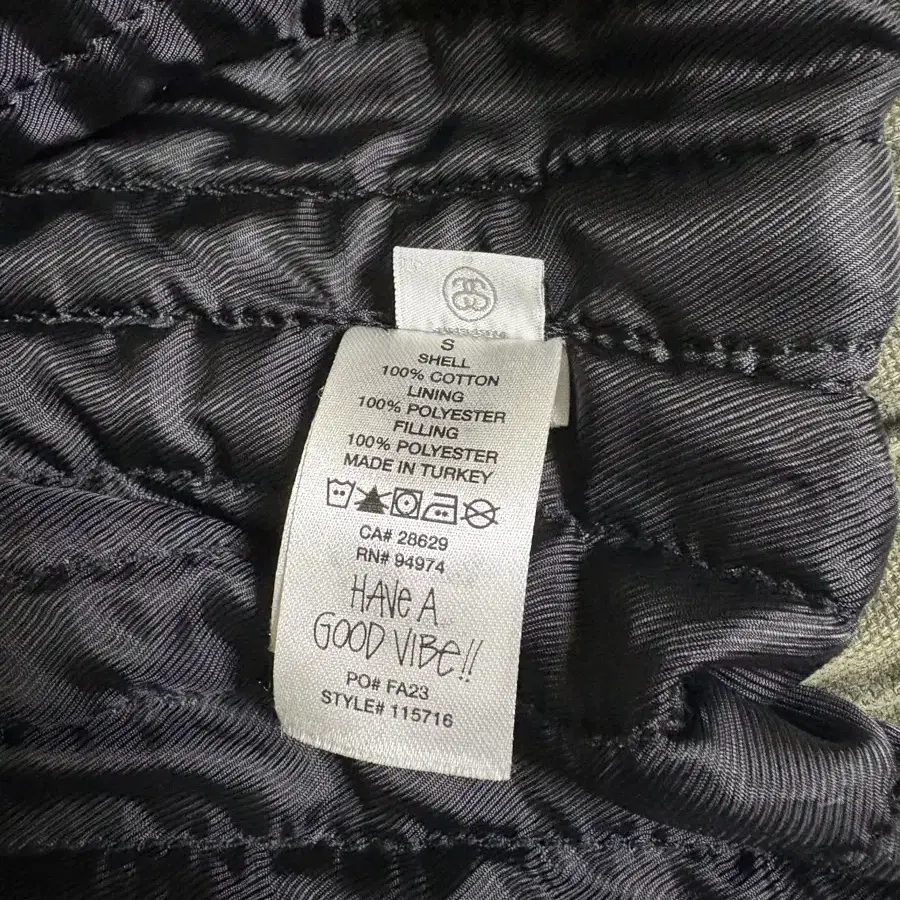 S
SHELL
100% COTTON
LINING
100% POLYESTER
FILLING
100% POLYESTER
MADE IN TURKEY
CA# 28629
RN# 94974
HAVE A
GOOD VIBE!!
PO# FA23
STYLE# 115716